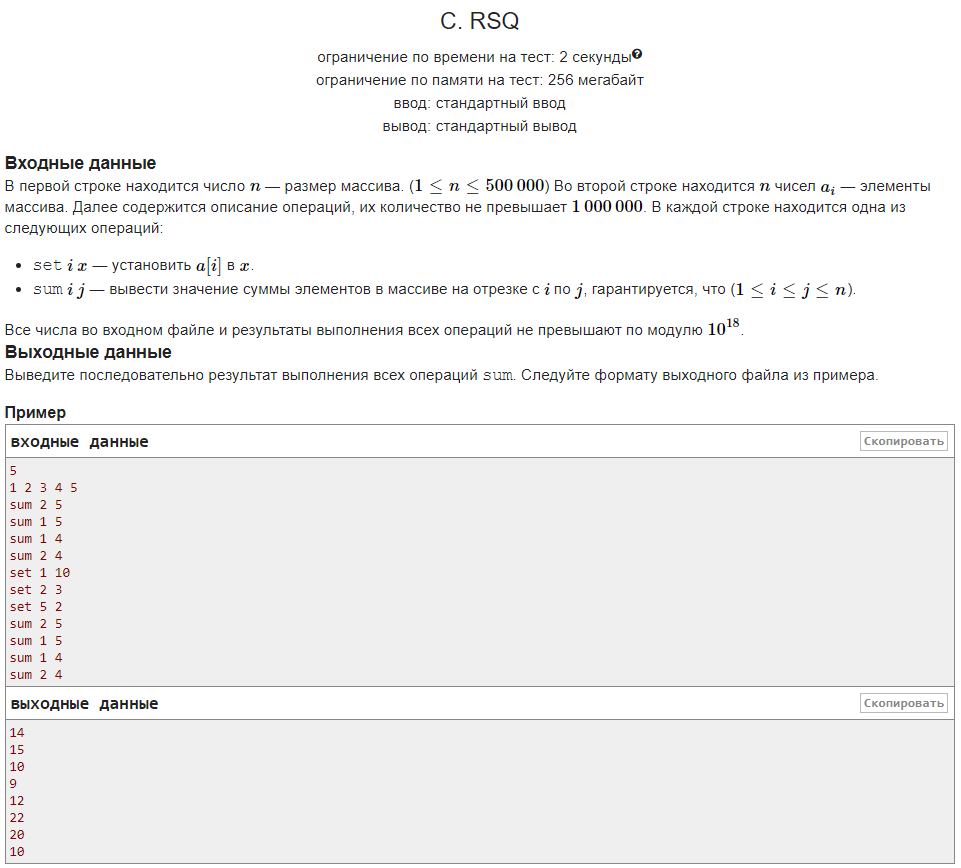 C. RSQ
ограничение по времени на тест: 2 секунды?
ограничение по памяти на тест: 256 мегабайт
ввод: стандартный ввод
вывод: стандартный вывод
Входные данные
В первой строке находится число n — размер массива. (1 ≤ n ≤ 500 000) Во второй строке находится n чисел a_i — элементы
массива. Далее содержится описание операций, их количество не превышает 1 000 000. В каждой строке находится одна из
следующих операций:
• set i x — установить a[i] в x.
• sum i j — вывести значение суммы элементов в массиве на отрезке с i по j, гарантируется, что (1 ≤ i ≤ j ≤ n).
Все числа во входном файле и результаты выполнения всех операций не превышают по модулю 10^18.
Выходные данные
Выведите последовательно результат выполнения всех операций sum. Следуйте формату выходного файла из примера.
Пример
входные данные
Скопировать
5
1 2 3 4 5
sum 2 5
sum 1 5
sum 1 4
sum 2 4
set 1 10
set 2 3
set 5 2
sum 2 5
sum 1 5
sum 1 4
sum 2 4
выходные данные
Скопировать
14
15
10
9
12
22
20
10